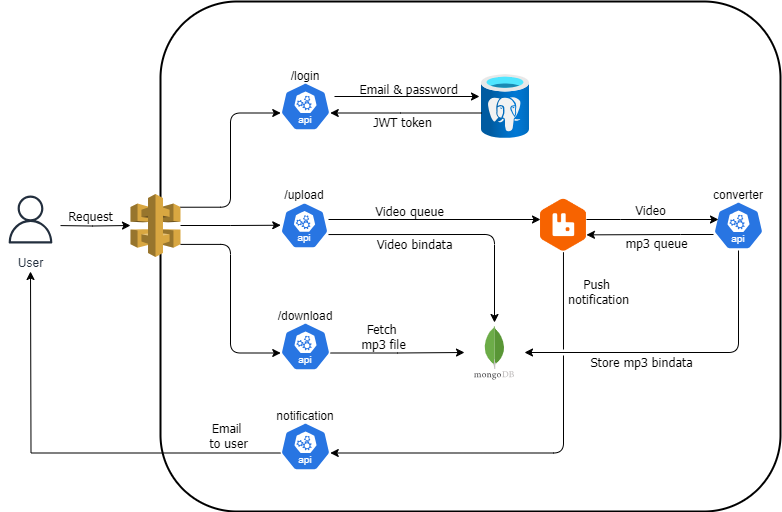 /login
Email & password
api
JWT token
/upload
converter
Request
Video queue
Video
api
Video bindata
mp3 queue
api
User
Push
notification
/download
Fetch
mp3 file
api
mongoDB
Store mp3 bindata
notification
Email
to user
api